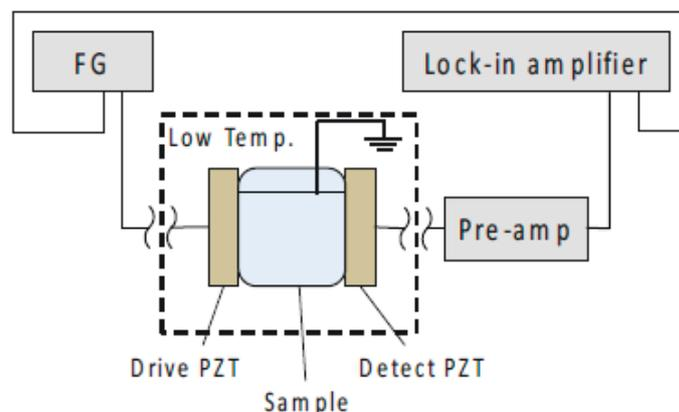 FG
Lock-in amplifier
Low Temp.
Pre-amp
Drive PZT
Detect PZT
Sample